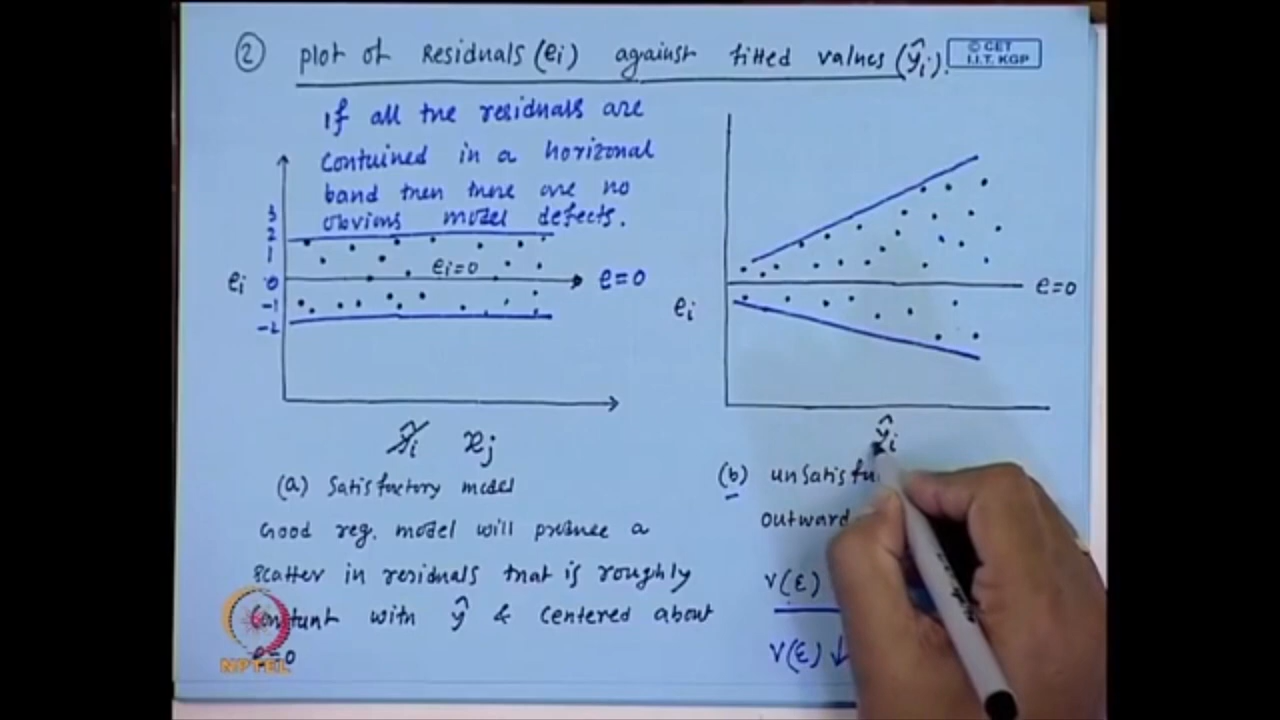 ② plot of Residuals (ei) against fitted values (ŷi).
© CET
I.I.T. KGP
If all the residuals are
contained in a horizonal
band then there are no
obvious model defects.
3
2
1
0
-1
-2
ei
ei=0
e=0
ŷi xj
(a) Satisfactory model
Good reg. model will produce a
scatter in residuals that is roughly
constant with ŷ & centered about
e=0
NPTEL
ei
e=0
ŷi
(b) unSatisfa
outward
V(ε)
V(ε) ↓